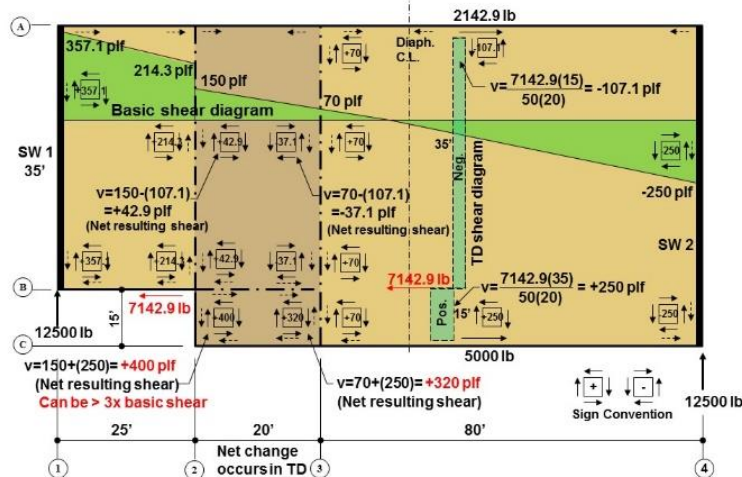 A
2142.9 lb
357.1 plf
+70
Diaph.
C.L.
-107.1
214.3 plf
150 plf
v= 7142.9(15) = -107.1 plf
50(20)
+357.1
Basic shear diagram
70 plf
+214.3
+42.9
37.1
+70
35'
Neg.
TD shear diagram
250
SW 1
35'
v=150-(107.1)
=+42.9 plf
(Net resulting shear)
v=70-(107.1)
=-37.1 plf
(Net resulting shear)
-250 plf
SW 2
+357.1
+214.3
+42.9
37.1
+70
7142.9 lb
v= 7142.9(35) = +250 plf
50(20)
B
7142.9 lb
15'
+400
+320
+70
Pos.
15'
+250
-250
12500 lb
C
5000 lb
v=150+(250)= +400 plf
(Net resulting shear)
Can be > 3x basic shear
v=70+(250)= +320 plf
(Net resulting shear)
+
-
Sign Convention
12500 lb
25'
20'
80'
Net change
occurs in TD
1
2
3
4